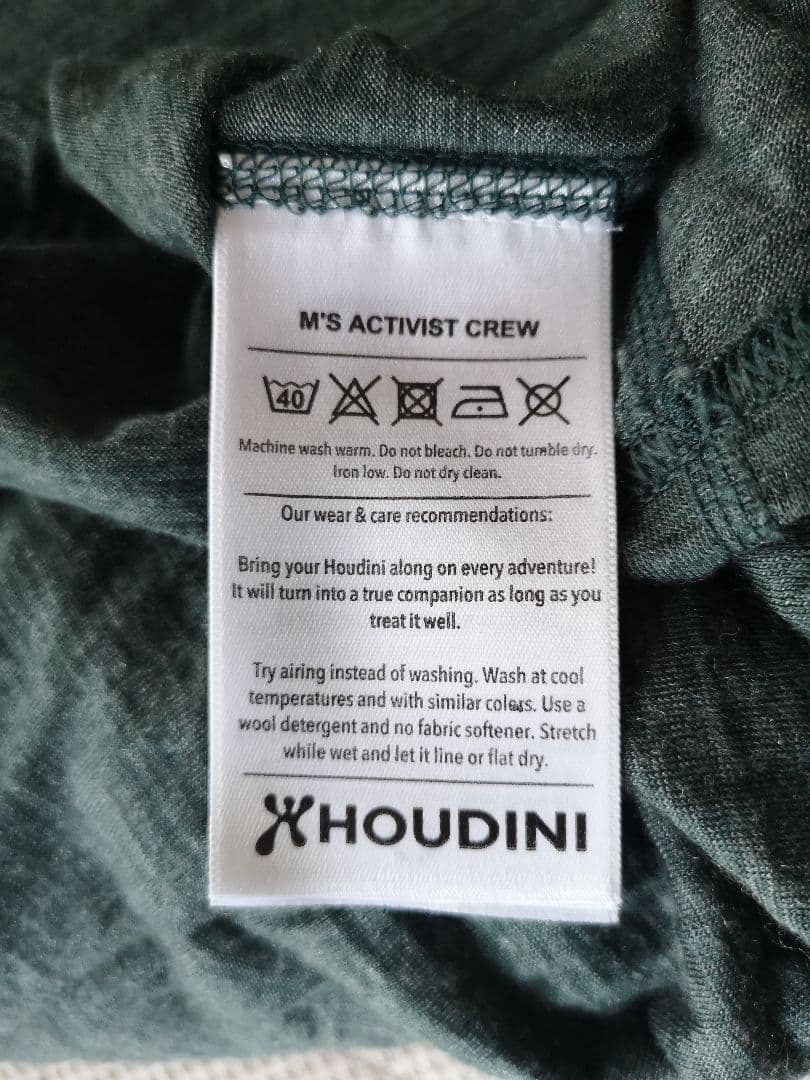 M'S ACTIVIST CREW
40
Machine wash warm. Do not bleach. Do not tumble dry.
Iron low. Do not dry clean.
Our wear & care recommendations:
Bring your Houdini along on every adventure!
It will turn into a true companion as long as you
treat it well.
Try airing instead of washing. Wash at cool
temperatures and with similar colors. Use a
wool detergent and no fabric softener. Stretch
while wet and let it line or flat dry.
HOUDINI